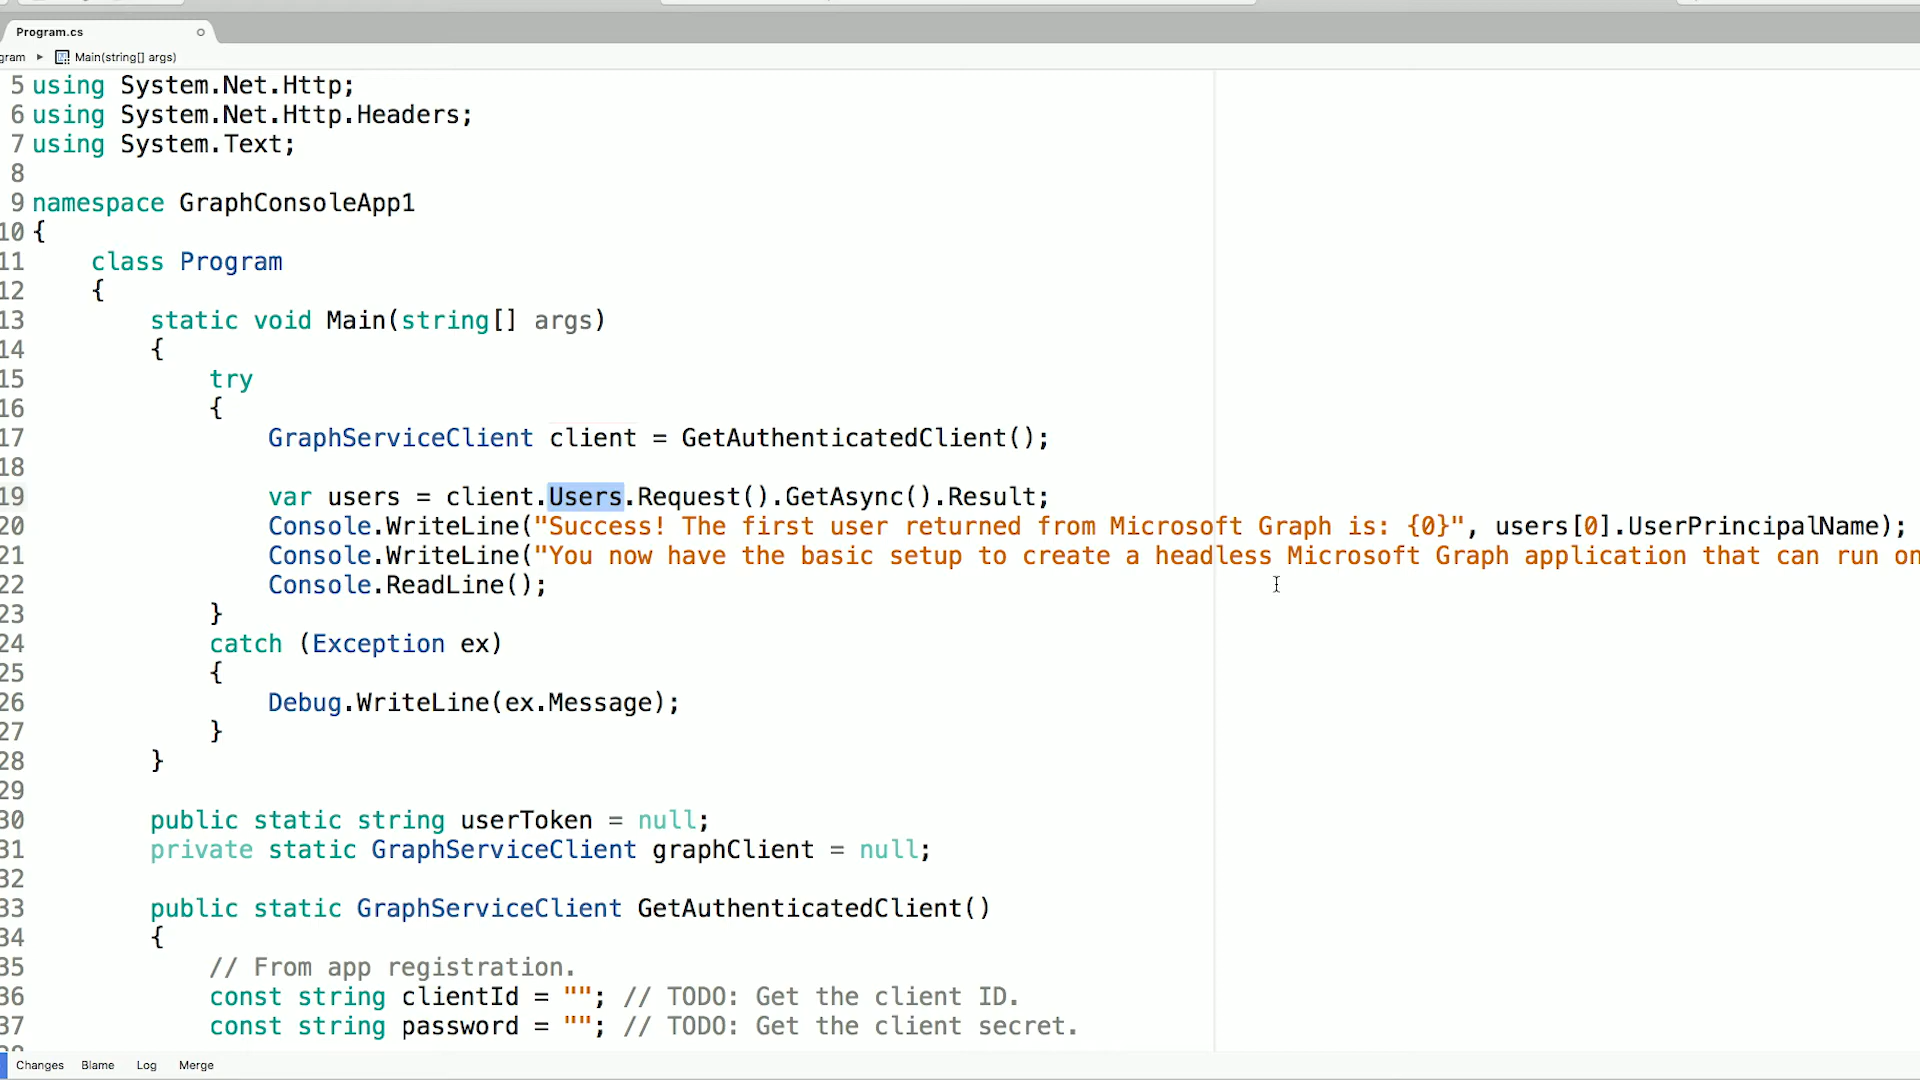 Program.cs
gram ▸ Main(string[] args)
5 using System.Net.Http;
6 using System.Net.Http.Headers;
7 using System.Text;
8
9 namespace GraphConsoleApp1
10 {
11 class Program
12 {
13 static void Main(string[] args)
14 {
15 try
16 {
17 GraphServiceClient client = GetAuthenticatedClient();
18
19 var users = client.Users.Request().GetAsync().Result;
20 Console.WriteLine("Success! The first user returned from Microsoft Graph is: {0}", users[0].UserPrincipalName);
21 Console.WriteLine("You now have the basic setup to create a headless Microsoft Graph application that can run on
22 Console.ReadLine();
23 }
24 catch (Exception ex)
25 {
26 Debug.WriteLine(ex.Message);
27 }
28 }
29
30 public static string userToken = null;
31 private static GraphServiceClient graphClient = null;
32
33 public static GraphServiceClient GetAuthenticatedClient()
34 {
35 // From app registration.
36 const string clientId = ""; // TODO: Get the client ID.
37 const string password = ""; // TODO: Get the client secret.
Changes Blame Log Merge